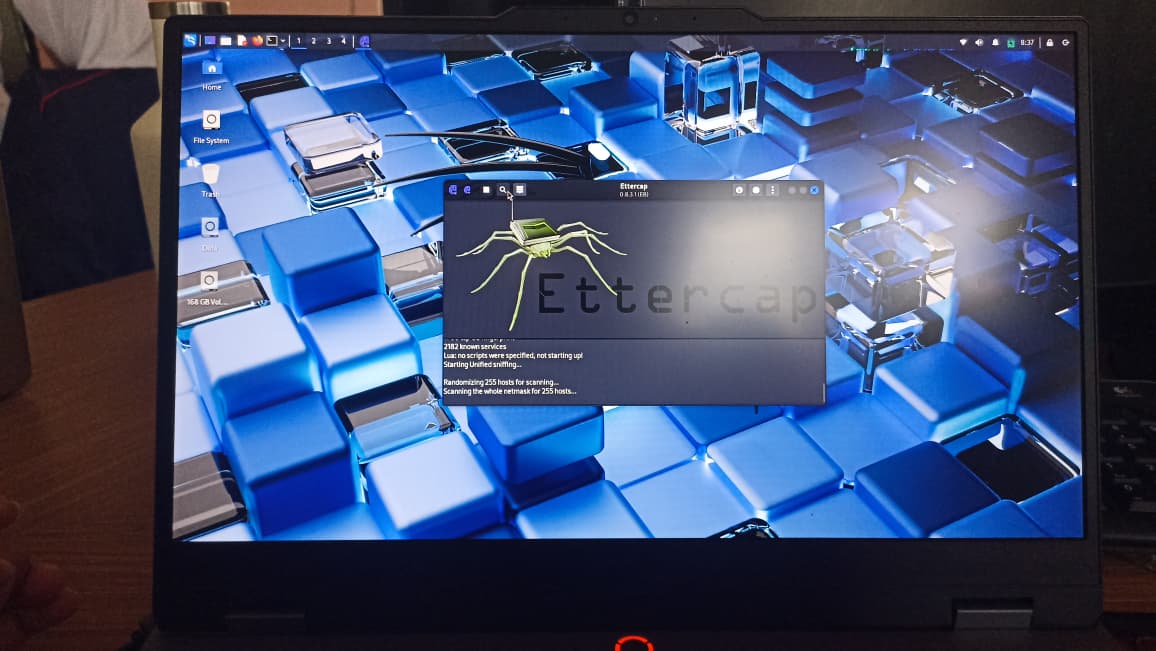 1 2 3 4
8:37
Home
File System
Trash
Data
168 GB Vol...
Ettercap
0.8.3.1 (EB)
Ettercap
2182 known services
Lua: no scripts were specified, not starting up!
Starting Unified sniffing...
Randomizing 255 hosts for scanning...
Scanning the whole netmask for 255 hosts...